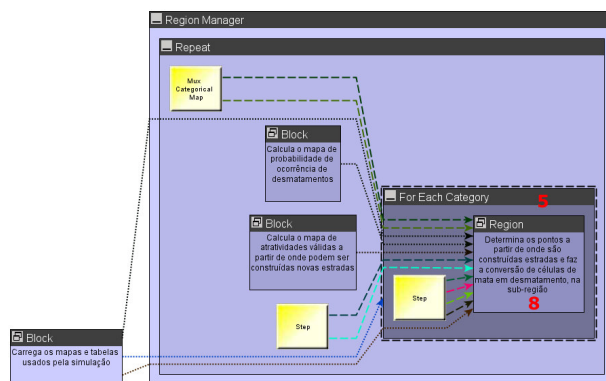 Region Manager
Repeat
Mux
Categorical
Map
Block
Calcula o mapa de
probabilidade de
ocorrência de
desmatamentos
For Each Category
5
Region
Determina os pontos a
partir de onde são
construídas estradas e faz
a conversão de células de
mata em desmatamento, na
sub-região
8
Block
Calcula o mapa de
atratividades válidas a
partir de onde podem ser
construídas novas estradas
Step
Step
Block
Carrega os mapas e tabelas
usados pela simulação